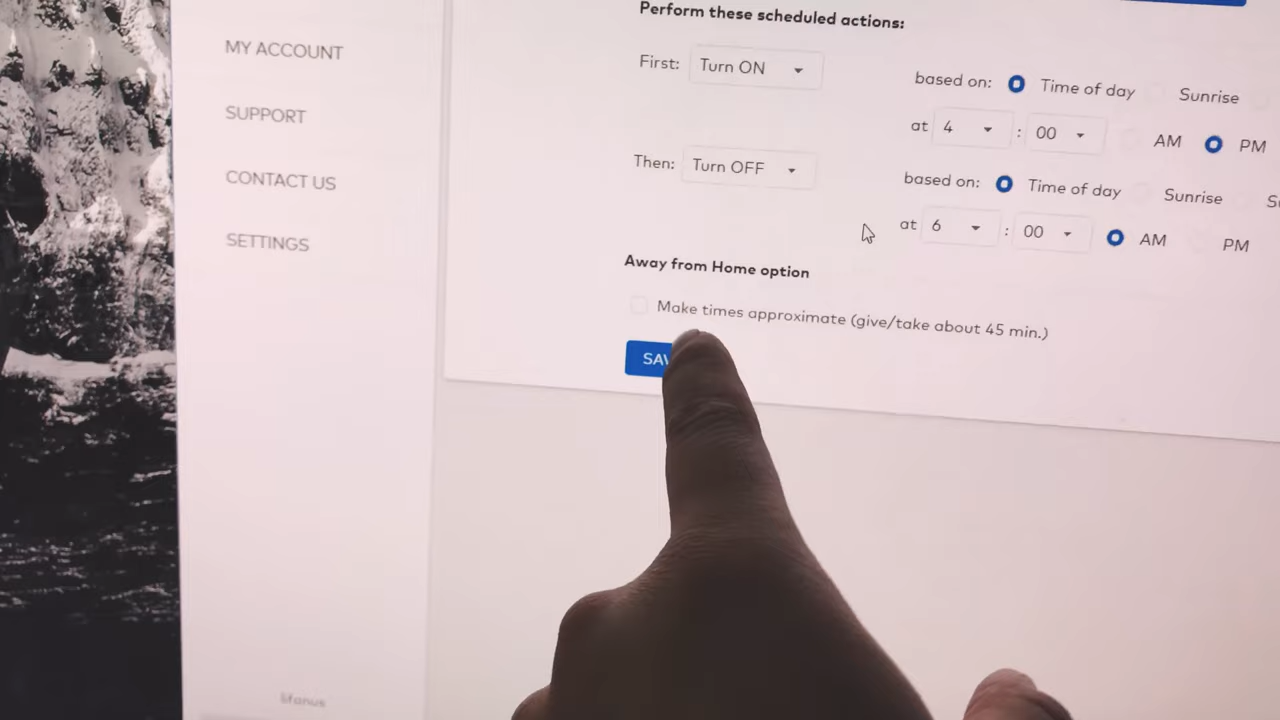 MY ACCOUNT
SUPPORT
CONTACT US
SETTINGS
Perform these scheduled actions:
First: Turn ON based on: Time of day Sunrise
at 4 : 00 AM PM
Then: Turn OFF based on: Time of day Sunrise
at 6 : 00 AM PM
Away from Home option
Make times approximate (give/take about 45 min.)